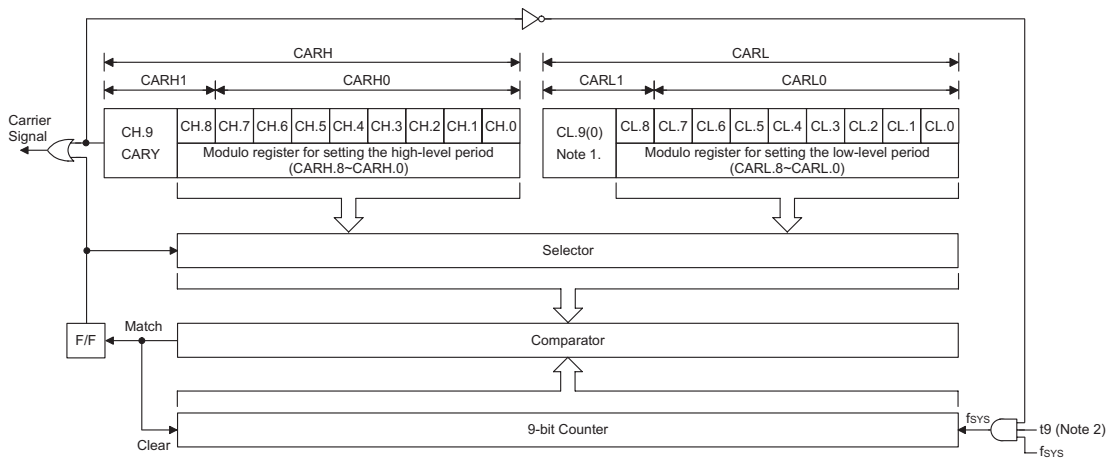 CARH
CARL
CARH1
CARH0
CARL1
CARL0
Carrier
Signal
CH.9
CARY
CH.8
CH.7
CH.6
CH.5
CH.4
CH.3
CH.2
CH.1
CH.0
Modulo register for setting the high-level period
(CARH.8~CARH.0)
CL.9(0)
Note 1.
CL.8
CL.7
CL.6
CL.5
CL.4
CL.3
CL.2
CL.1
CL.0
Modulo register for setting the low-level period
(CARL.8~CARL.0)
Selector
F/F
Match
Comparator
Clear
9-bit Counter
fSYS
t9 (Note 2)
fSYS